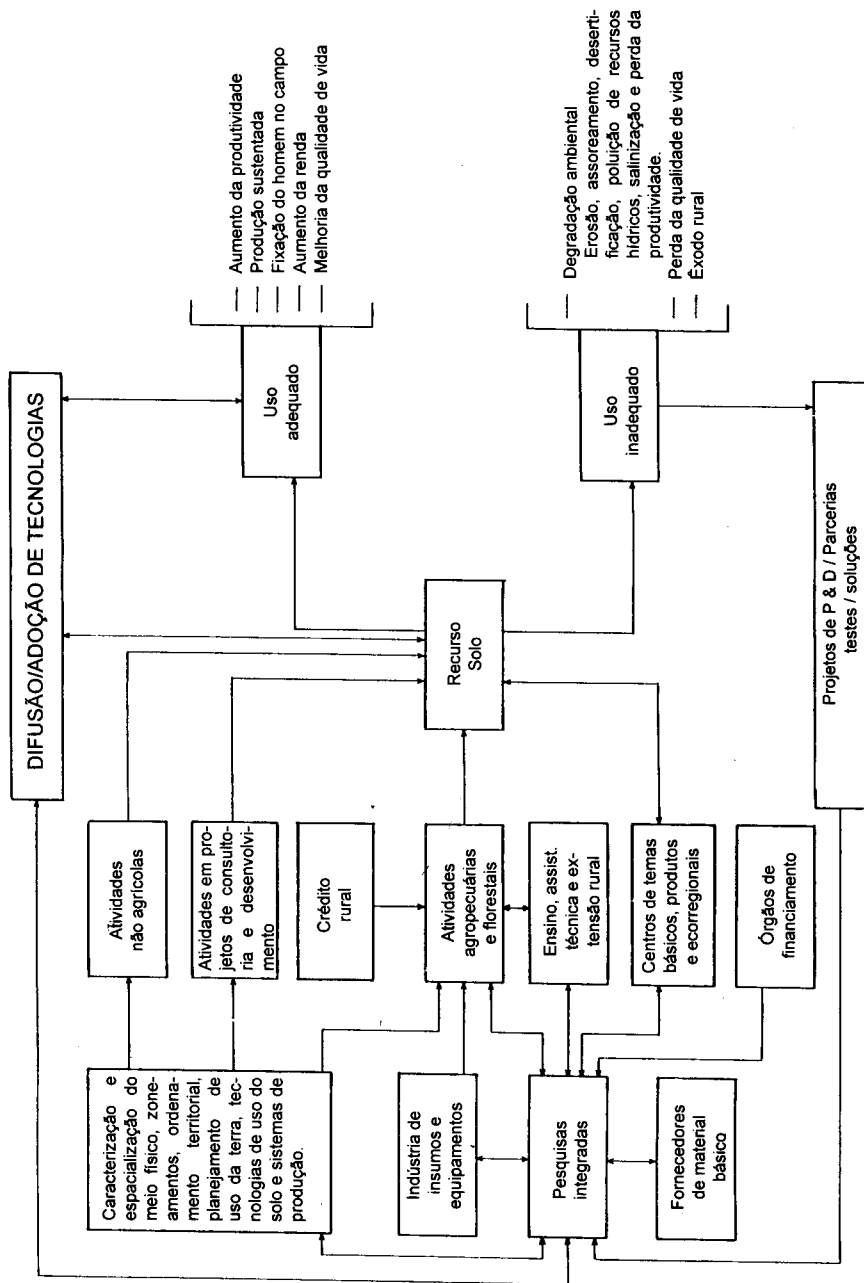 DIFUSÃO/ADOÇÃO DE TECNOLOGIAS
Caracterização e
espacialização do
meio físico, zone-
amentos, ordena-
mento territorial,
planejamento de
uso da terra, tec-
nologias de uso do
solo e sistemas de
produção.
Atividades
não agrícolas
Atividades em pro-
jetos de consulto-
ria e desenvolvi-
mento
Crédito
rural
Indústria de
insumos e
equipamentos
Atividades
agropecuárias
e florestais
Recurso
Solo
Uso
adequado
— Aumento da produtividade
— Produção sustentada
— Fixação do homem no campo
— Aumento da renda
— Melhoria da qualidade de vida
Pesquisas
integradas
Ensino, assist.
técnica e ex-
tensão rural
Centros de temas
básicos, produtos
e ecorregionais
Uso
inadequado
— Degradação ambiental
Erosão, assoreamento, deserti-
ficação, poluição de recursos
hídricos, salinização e perda da
produtividade.
— Perda da qualidade de vida
— Êxodo rural
Fornecedores
de material
básico
Órgãos de
financiamento
Projetos de P & D / Parcerias
testes / soluções